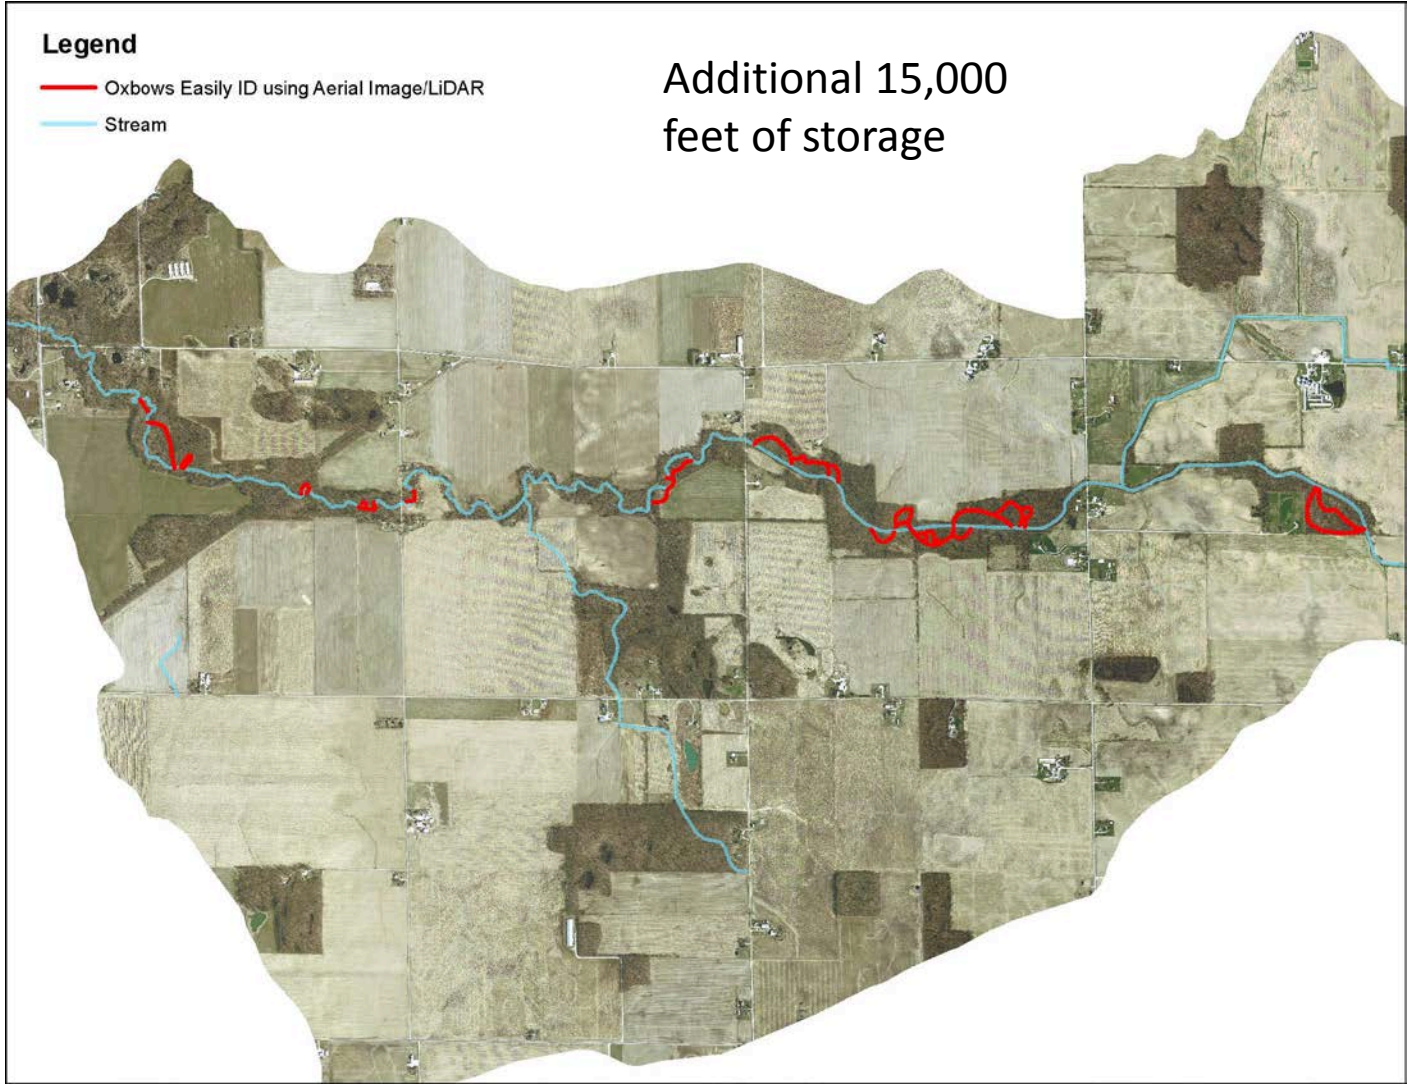 Legend
Oxbows Easily ID using Aerial Image/LiDAR
Stream
Additional 15,000
feet of storage